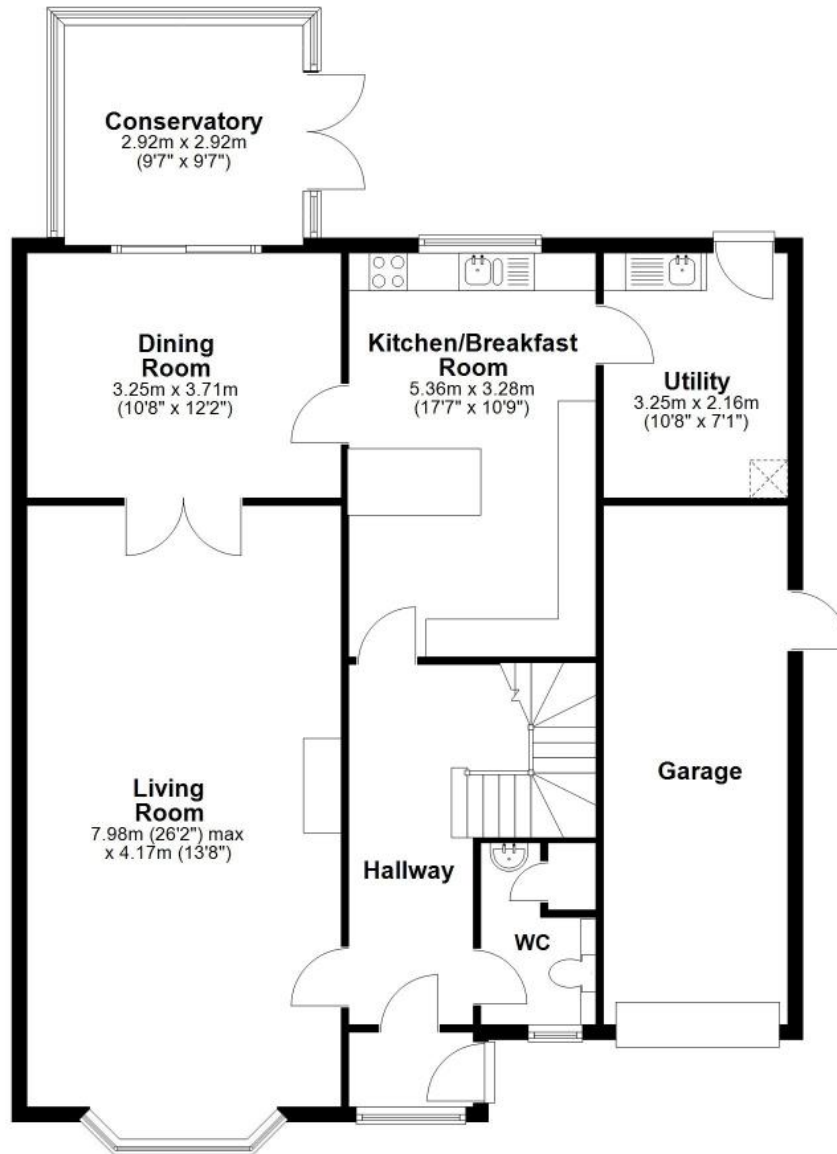 Conservatory
2.92m x 2.92m
(9'7" x 9'7")
Dining
Room
3.25m x 3.71m
(10'8" x 12'2")
Kitchen/Breakfast
Room
5.36m x 3.28m
(17'7" x 10'9")
Utility
3.25m x 2.16m
(10'8" x 7'1")
Living
Room
7.98m (26'2") max
x 4.17m (13'8")
Garage
Hallway
WC